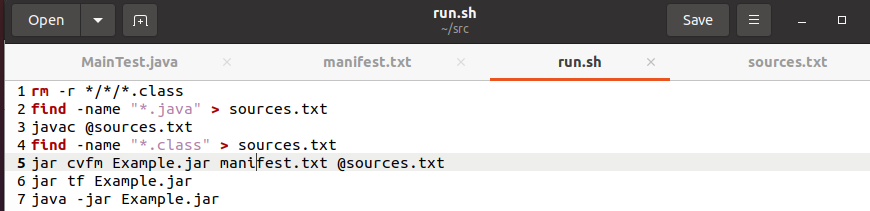 Open
run.sh
~/src
Save
MainTest.java
manifest.txt
run.sh
sources.txt
1 rm -r */*/*.class
2 find -name "*.java" > sources.txt
3 javac @sources.txt
4 find -name "*.class" > sources.txt
5 jar cvfm Example.jar manifest.txt @sources.txt
6 jar tf Example.jar
7 java -jar Example.jar